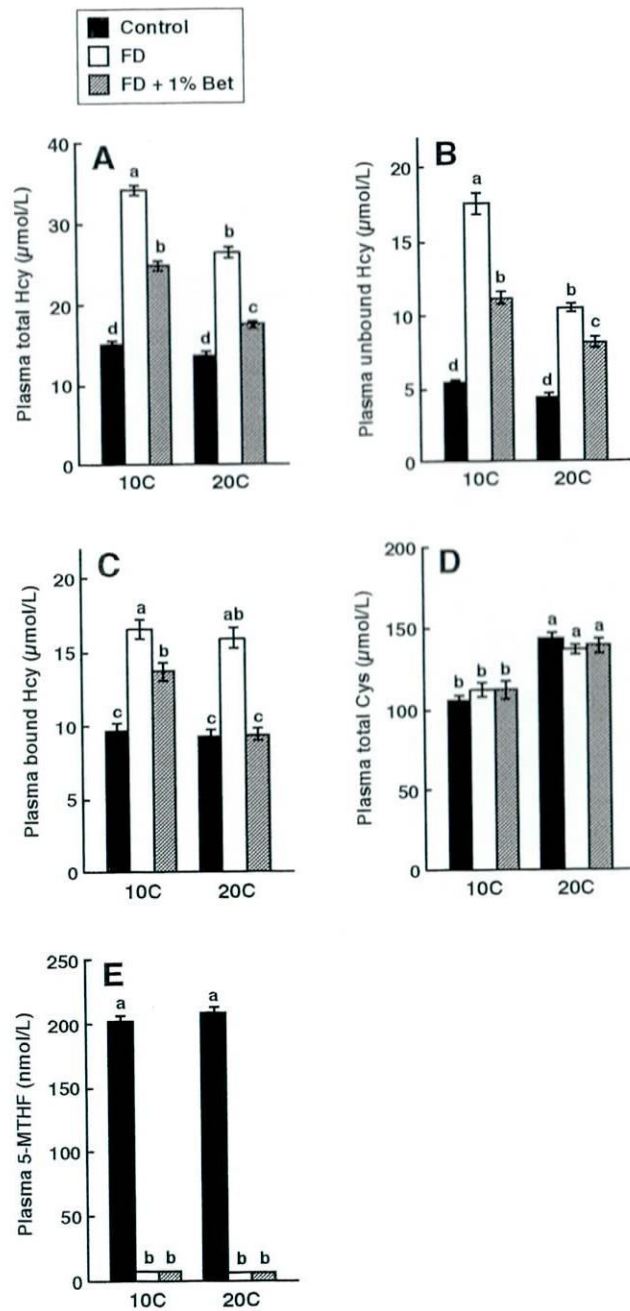 Control
FD
FD + 1% Bet
A
Plasma total Hcy (µmol/L)
40
30
20
10
0
d
a
b
d
b
c
10C
20C
B
Plasma unbound Hcy (µmol/L)
20
15
10
5
0
d
a
b
d
b
c
10C
20C
C
Plasma bound Hcy (µmol/L)
20
15
10
5
0
c
a
b
c
ab
c
10C
20C
D
Plasma total Cys (µmol/L)
200
150
100
50
0
b
b
b
a
a
a
10C
20C
E
Plasma 5-MTHF (nmol/L)
250
200
150
100
50
0
a
b
b
a
b
b
10C
20C